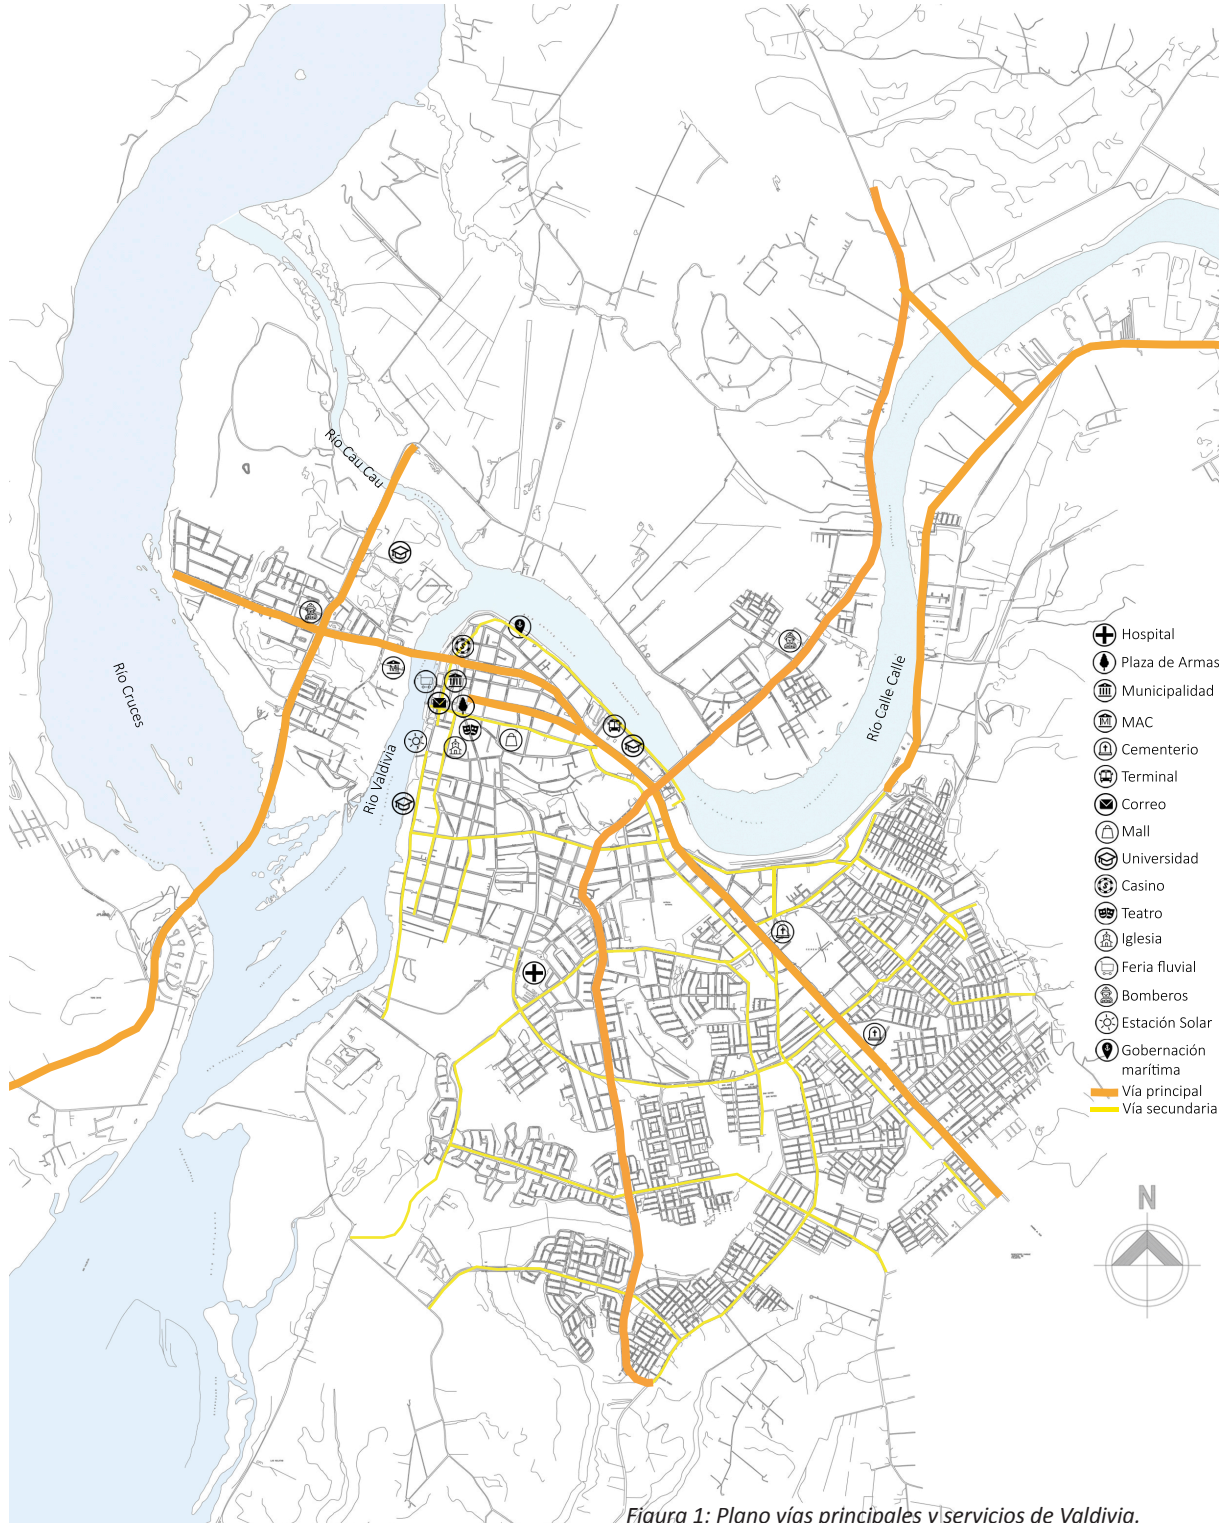 Río Cau Cau
Río Cruces
Rio Valdivia
Rio Calle Calle
Hospital
Plaza de Armas
Municipalidad
MAC
Cementerio
Terminal
Correo
Mall
Universidad
Casino
Teatro
Iglesia
Feria fluvial
Bomberos
Estación Solar
Gobernación
marítima
Vía principal
Vía secundaria
N
Figura 1: Plano vías principales y servicios de Valdivia.